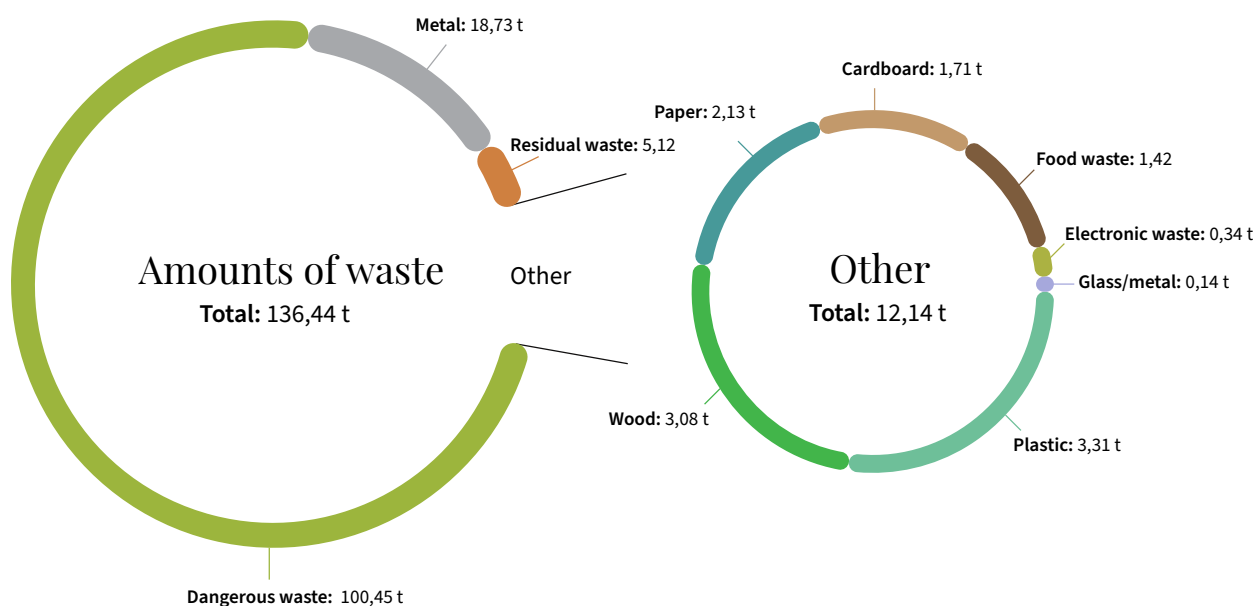 Metal: 18,73 t
Residual waste: 5,12
Amounts of waste
Total: 136,44 t
Other
Dangerous waste: 100,45 t
Cardboard: 1,71 t
Paper: 2,13 t
Food waste: 1,42
Electronic waste: 0,34 t
Glass/metal: 0,14 t
Other
Total: 12,14 t
Wood: 3,08 t
Plastic: 3,31 t